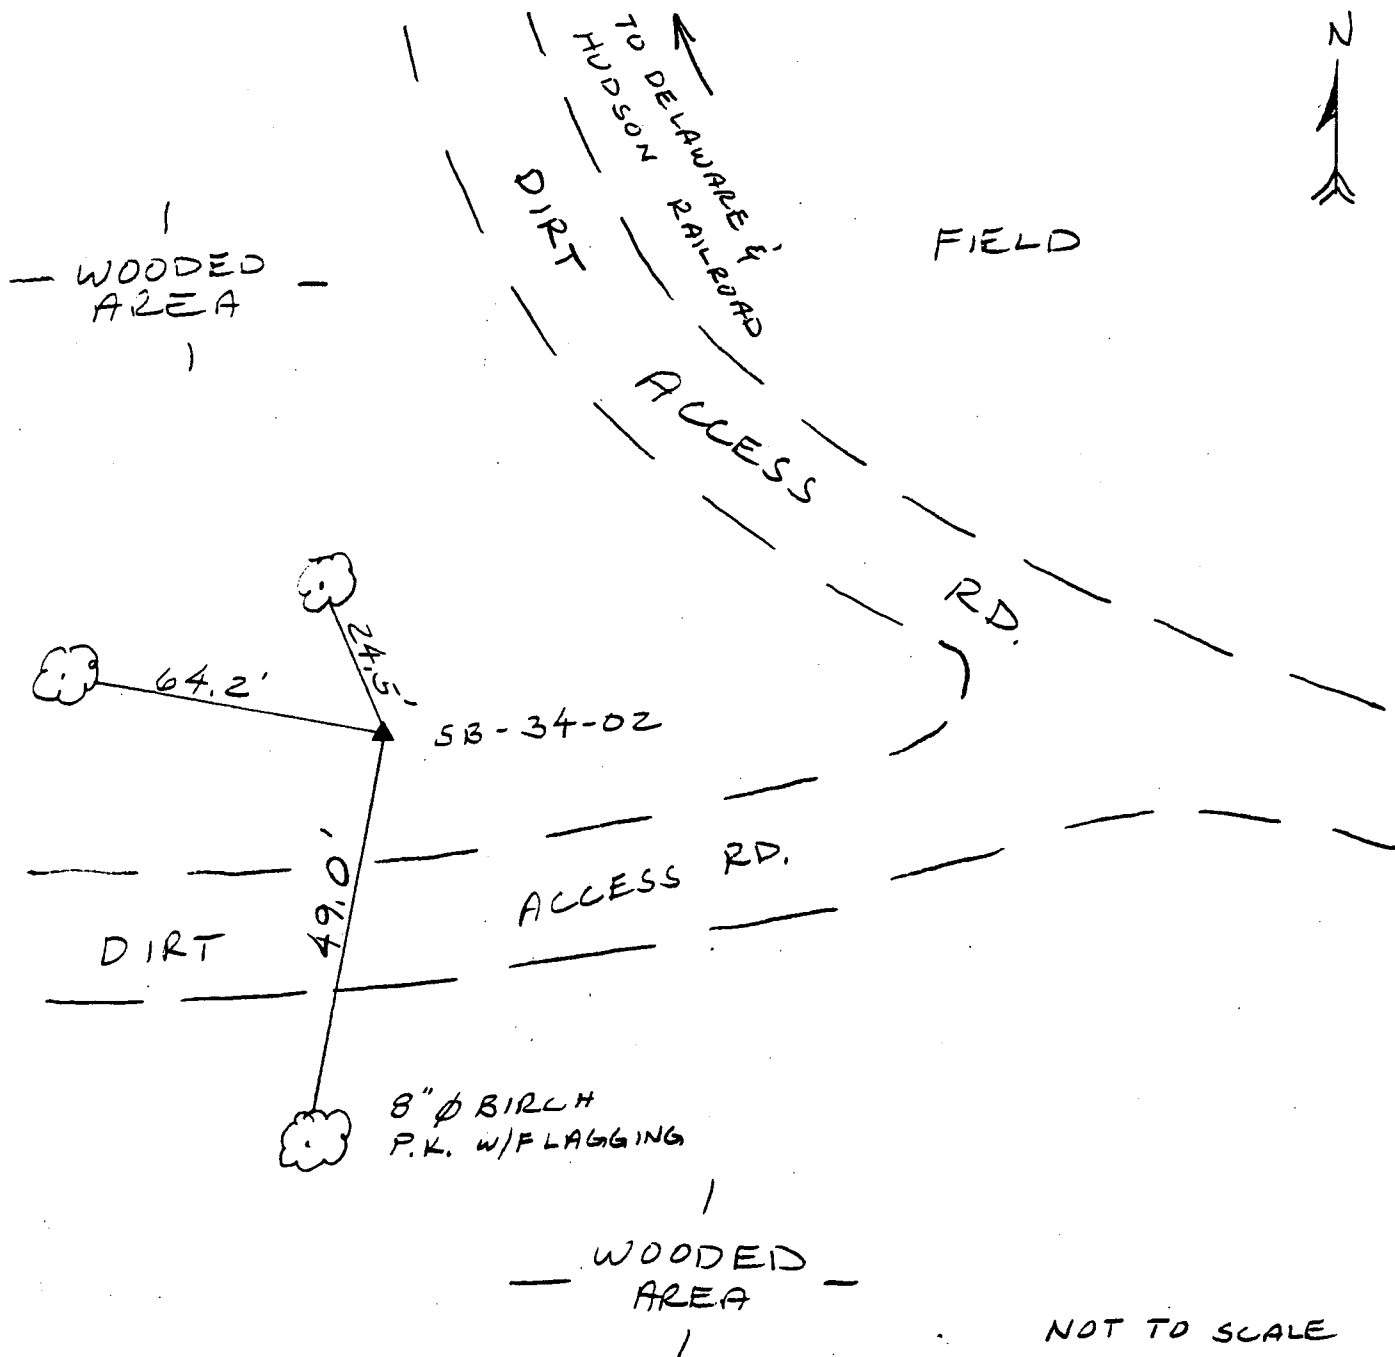 N
TO DELAWARE &
HUDSON RAILROAD
DIRT ACCESS RD.
FIELD
WOODED
AREA
24.5'
64.2'
SB-34-02
49.0'
DIRT ACCESS RD.
8"ø BIRCH
P.K. W/FLAGGING
WOODED
AREA
NOT TO SCALE